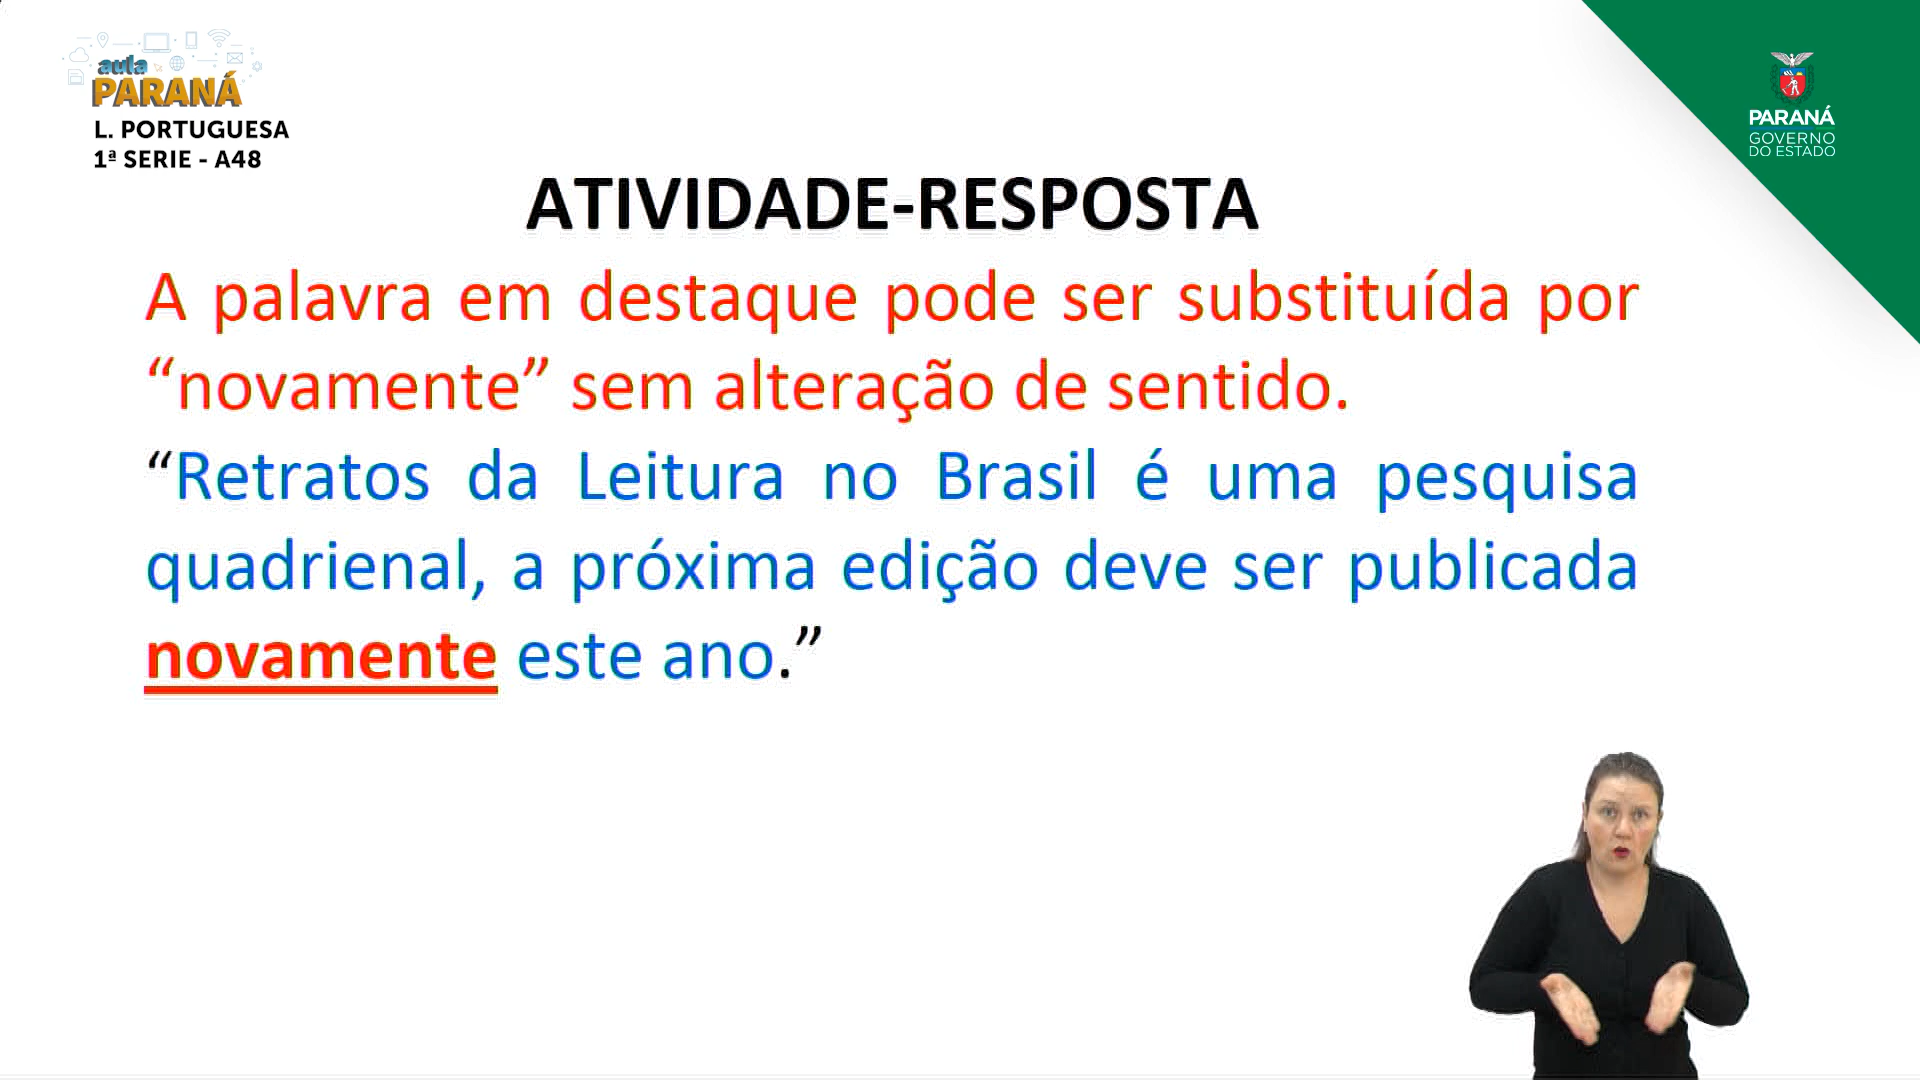 aula
PARANÁ
L. PORTUGUESA
1ª SERIE - A48
PARANÁ
GOVERNO
DO ESTADO
ATIVIDADE-RESPOSTA
A palavra em destaque pode ser substituída por
“novamente” sem alteração de sentido.
“Retratos da Leitura no Brasil é uma pesquisa
quadrienal, a próxima edição deve ser publicada
novamente este ano.”